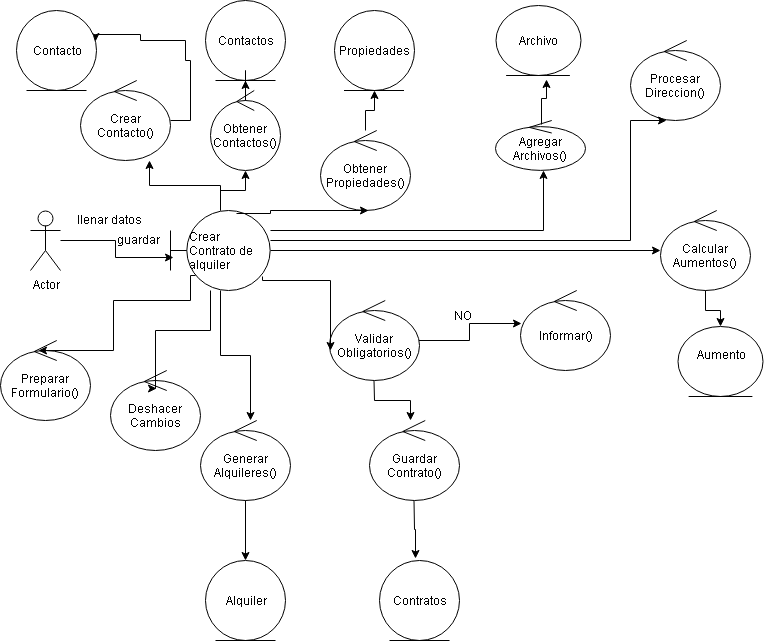 Contacto
Contactos
Propiedades
Archivo
Procesar
Direccion()
Crear
Contacto()
Obtener
Contactos()
Agregar
Archivos()
Obtener
Propiedades()
llenar datos
guardar
Actor
Crear
Contrato de
alquiler
Calcular
Aumentos()
NO
Validar
Obligatorios()
Informar()
Aumento
Preparar
Formulario()
Deshacer
Cambios
Generar
Alquileres()
Guardar
Contrato()
Alquiler
Contratos